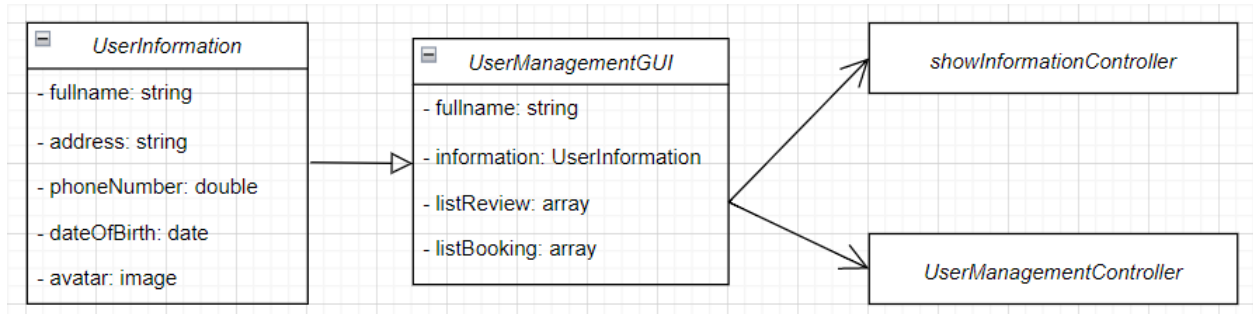 UserInformation
- fullname: string
- address: string
- phoneNumber: double
- dateOfBirth: date
- avatar: image
UserManagementGUI
- fullname: string
- information: UserInformation
- listReview: array
- listBooking: array
showInformationController
UserManagementController